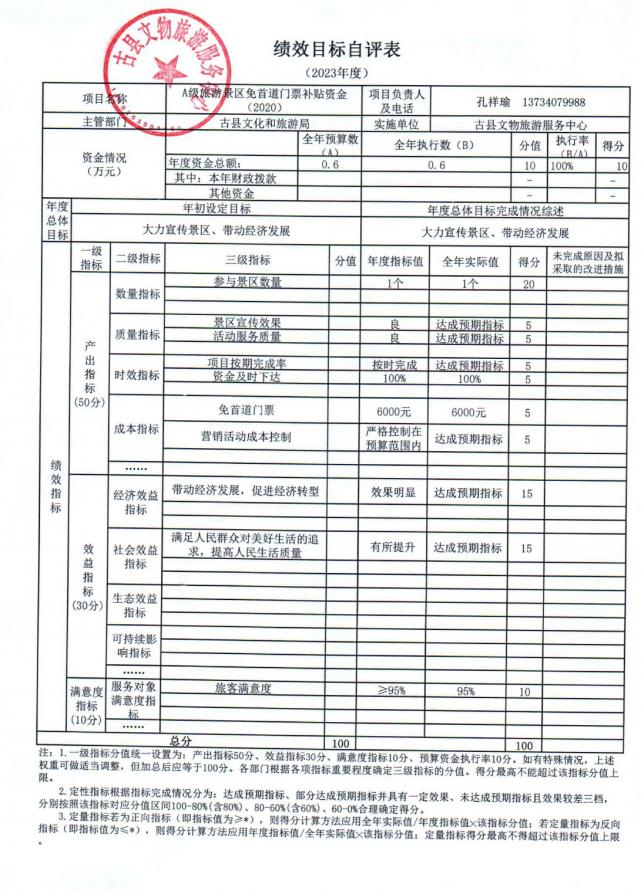 古县文物旅游服务中心
绩效目标自评表
(2023年度)
项目名称 A级旅游景区免首道门票补贴资金(2020) 项目负责人及电话 孔祥瑜 13734079988
主管部门 古县文化和旅游局 实施单位 古县文物旅游服务中心
资金情况(万元) 全年预算数(A) 全年执行数(B) 分值 执行率(B/A) 得分
年度资金总额: 0.6 0.6 10 100% 10
其中:本年财政拨款 - -
其他资金 - -
年度总体目标 年初设定目标 年度总体目标完成情况综述
大力宣传景区、带动经济发展 大力宣传景区、带动经济发展
绩效指标 一级指标 二级指标 三级指标 分值 年度指标值 全年实际值 得分 未完成原因及拟采取的改进措施
产出指标(50分) 数量指标 参与景区数量 1个 1个 20
质量指标 景区宣传效果 良 达成预期指标 5
活动服务质量 良 达成预期指标 5
时效指标 项目按期完成率 按时完成 达成预期指标 5
资金及时下达 100% 100% 5
成本指标 免首道门票 6000元 6000元 5
营销活动成本控制 严格控制在预算范围内 达成预期指标 5
……
效益指标(30分) 经济效益指标 带动经济发展,促进经济转型 效果明显 达成预期指标 15
社会效益指标 满足人民群众对美好生活的追求,提高人民生活质量 有所提升 达成预期指标 15
生态效益指标
可持续影响指标
……
满意度指标(10分) 服务对象满意度指标 旅客满意度 ≥95% 95% 10
……
总分 100 100
注:1.一级指标分值统一设置为:产出指标50分、效益指标30分、满意度指标10分、预算资金执行率10分。如有特殊情况,上述
权重可做适当调整,但加总后应等于100分。各部门根据各项指标重要程度确定三级指标的分值。得分最高不能超过该指标分值上
限。
2.定性指标根据指标完成情况分为:达成预期指标、部分达成预期指标并具有一定效果、未达成预期指标且效果较差三档,
分别按照该指标对应分值区间100-80%(含80%)、80-60%(含60%)、60-0%合理确定得分。
3.定量指标若为正向指标(即指标值为≥*),则得分计算方法应用全年实际值/年度指标值×该指标分值;若定量指标为反向
指标(即指标值为≤*),则得分计算方法应用年度指标值/全年实际值×该指标分值;定量指标得分最高不得超过该指标分值上限
。